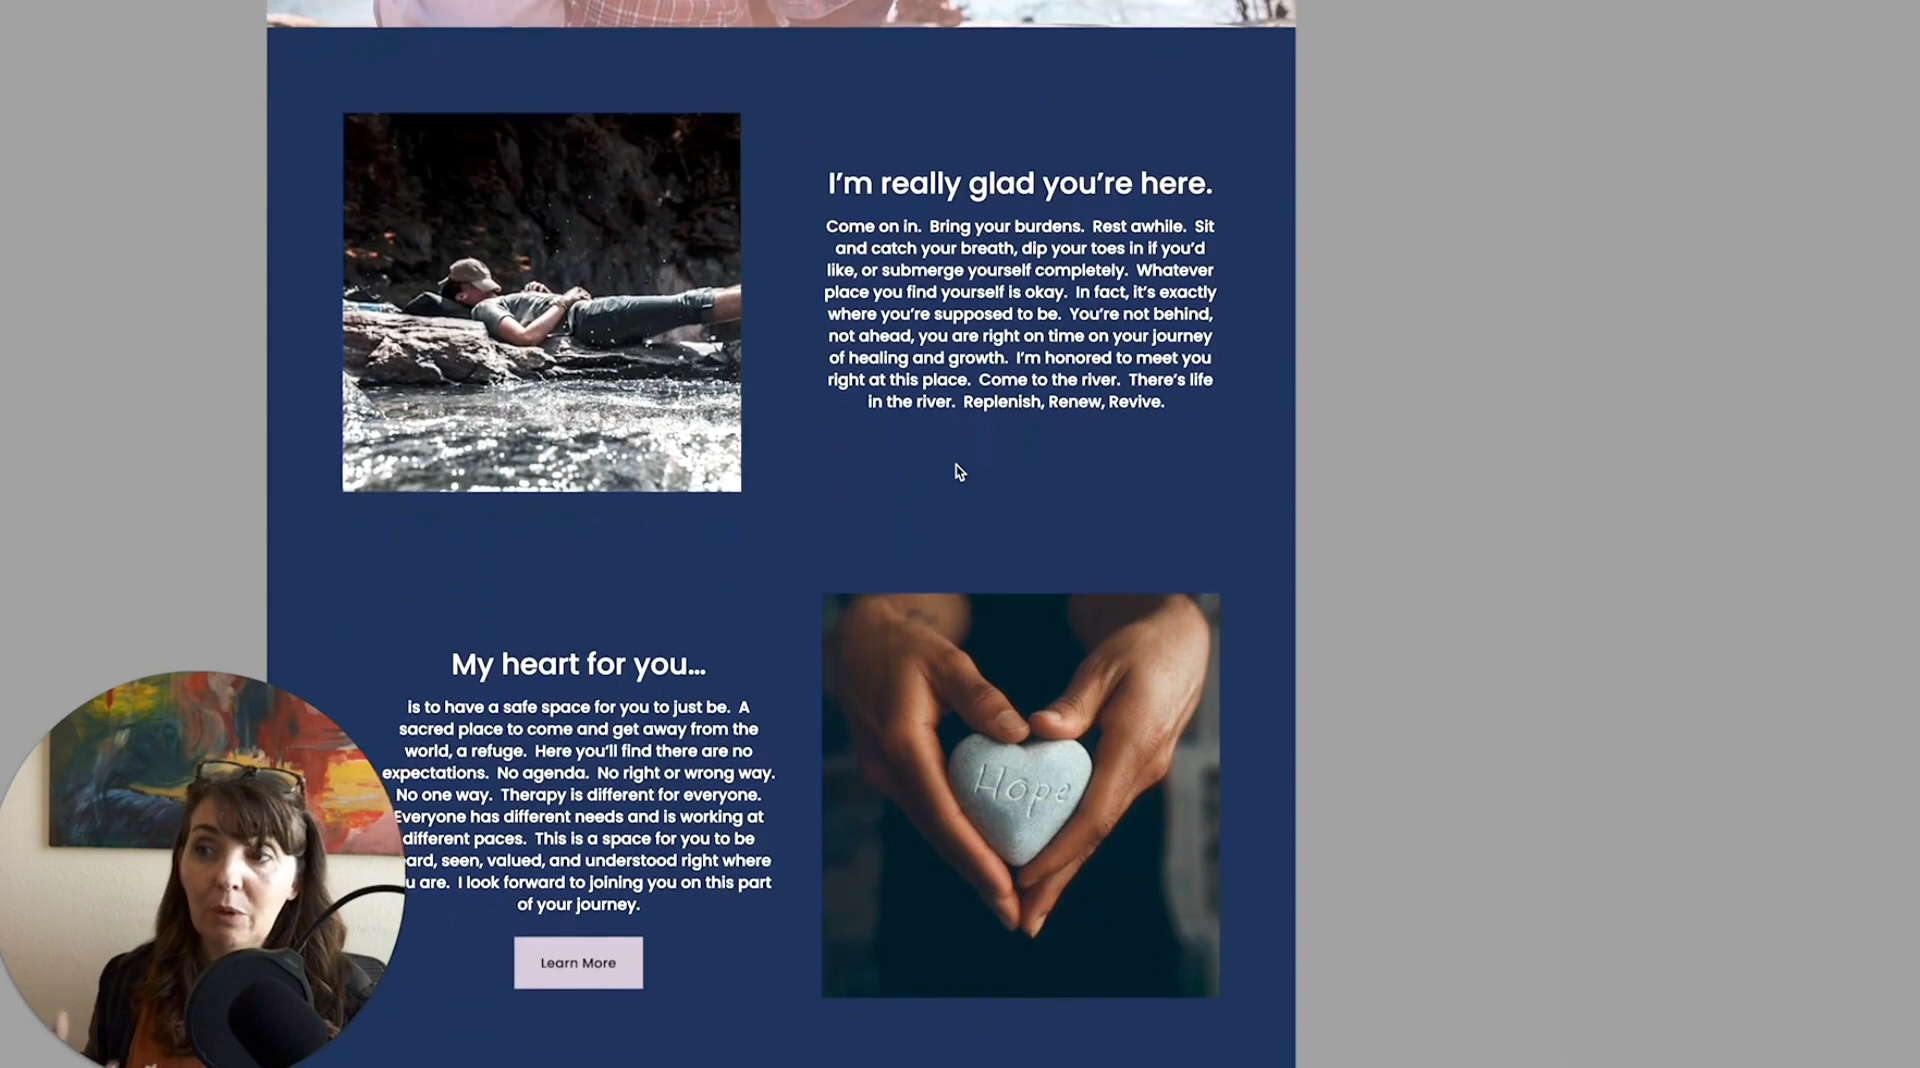 I'm really glad you're here.
Come on in.  Bring your burdens.  Rest awhile.  Sit
and catch your breath, dip your toes in if you'd
like, or submerge yourself completely.  Whatever
place you find yourself is okay.  In fact, it's exactly
where you're supposed to be.  You're not behind,
not ahead, you are right on time on your journey
of healing and growth.  I'm honored to meet you
right at this place.  Come to the river.  There's life
in the river.  Replenish, Renew, Revive.
My heart for you...
is to have a safe space for you to just be.  A
sacred place to come and get away from the
world, a refuge.  Here you'll find there are no
expectations.  No agenda.  No right or wrong way.
No one way.  Therapy is different for everyone.
Everyone has different needs and is working at
different paces.  This is a space for you to be
seen, valued, and understood right where
are.  I look forward to joining you on this part
of your journey.
Learn More
Hope